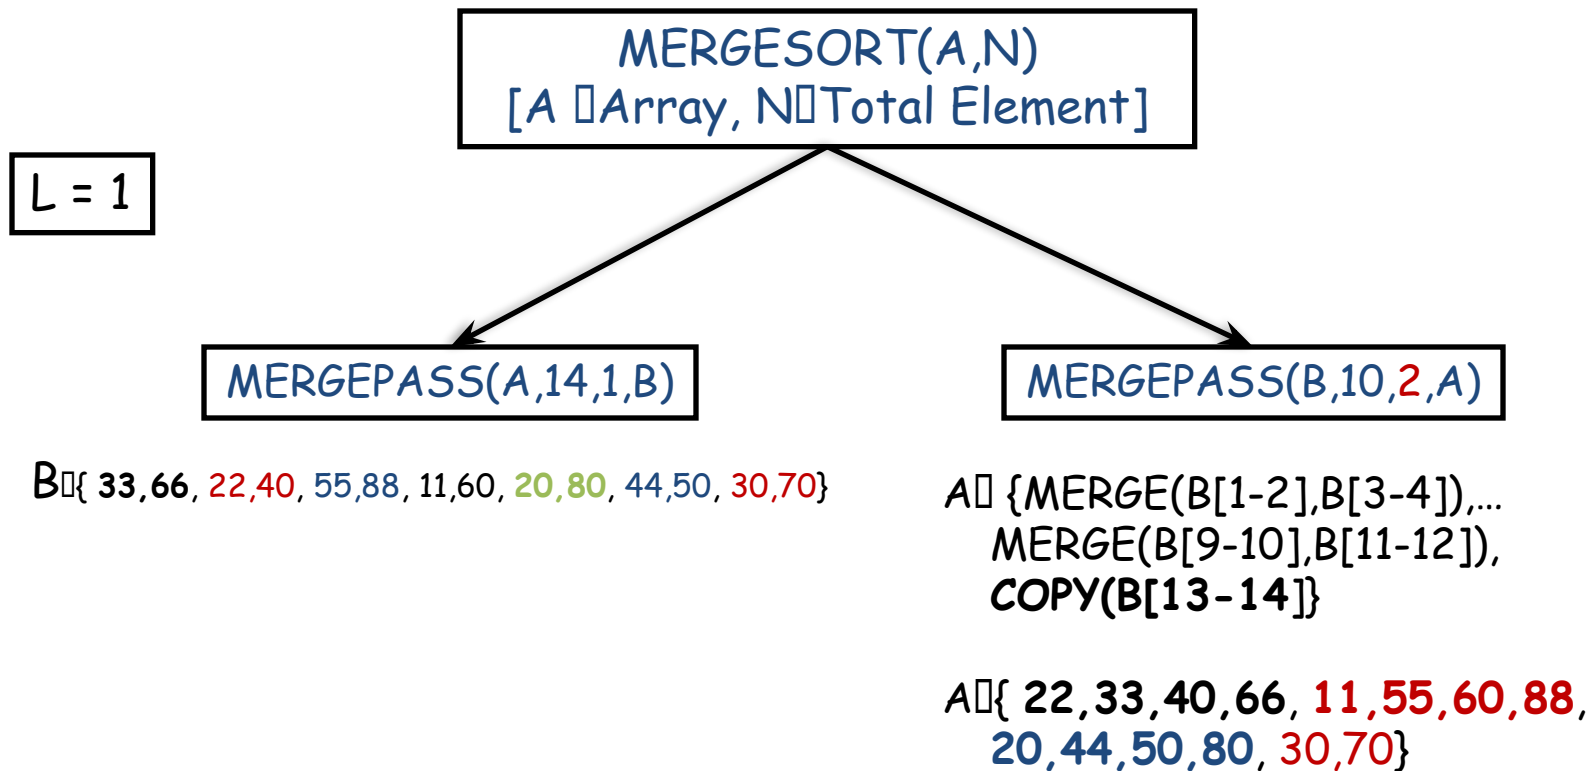 MERGESORT(A,N)
[A ▯Array, N▯Total Element]
L = 1
MERGEPASS(A,14,1,B)
MERGEPASS(B,10,2,A)
B▯{ 33,66, 22,40, 55,88, 11,60, 20,80, 44,50, 30,70}
A▯ {MERGE(B[1-2],B[3-4]),...
MERGE(B[9-10],B[11-12]),
COPY(B[13-14]}
A▯{ 22,33,40,66, 11,55,60,88,
20,44,50,80, 30,70}